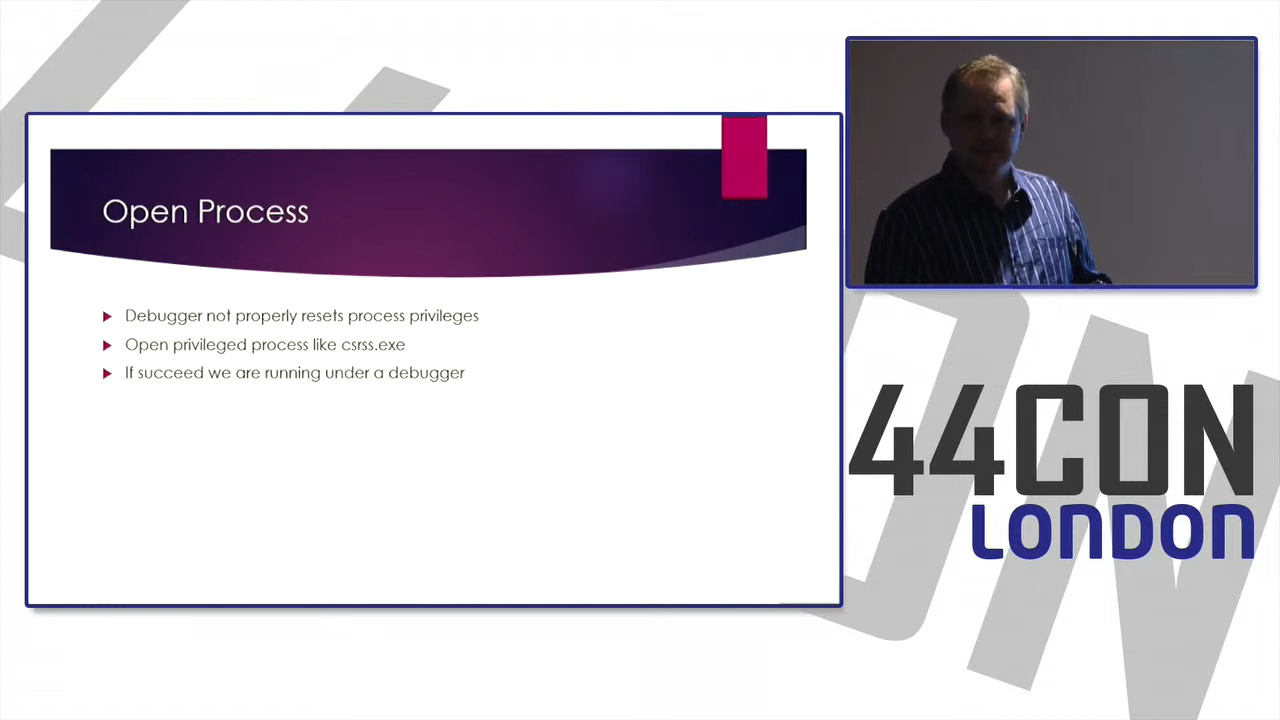 Open Process
Debugger not properly resets process privileges
Open privileged process like csrss.exe
If succeed we are running under a debugger
44CON
LONDON